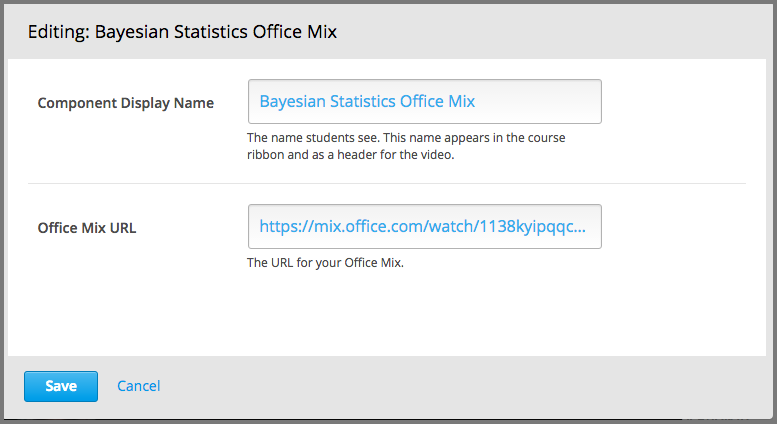 Editing: Bayesian Statistics Office Mix
Component Display Name
Bayesian Statistics Office Mix
The name students see. This name appears in the course
ribbon and as a header for the video.
Office Mix URL
https://mix.office.com/watch/1138kyipqqc...
The URL for your Office Mix.
Save
Cancel